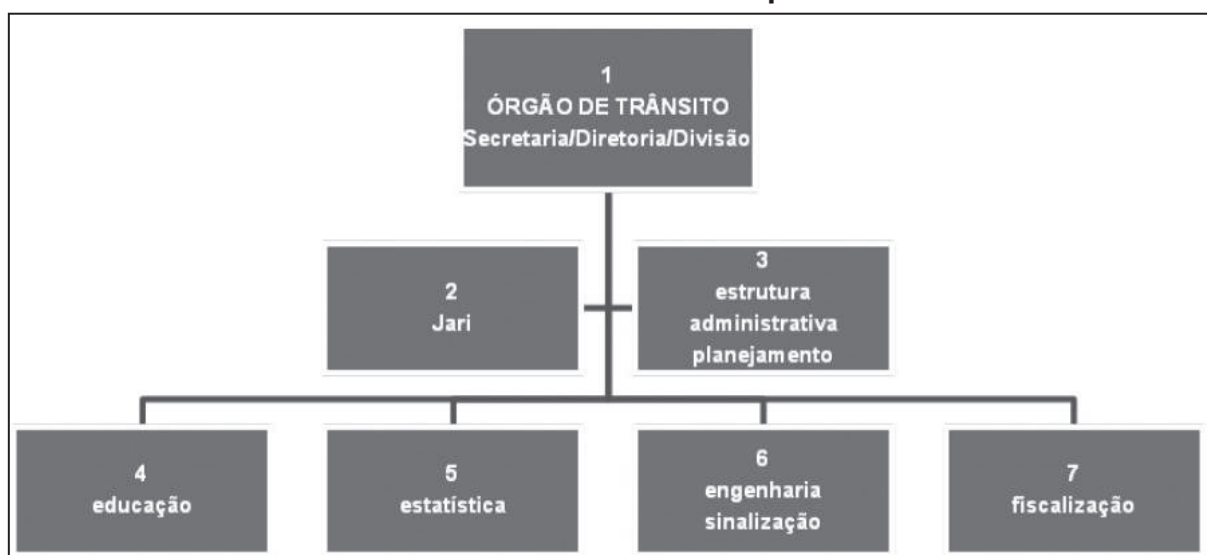 1
ÓRGÃO DE TRÂNSITO
Secretaria/Diretoria/Divisão
2
Jari
3
estrutura
administrativa
planejamento
4
educação
5
estatística
6
engenharia
sinalização
7
fiscalização